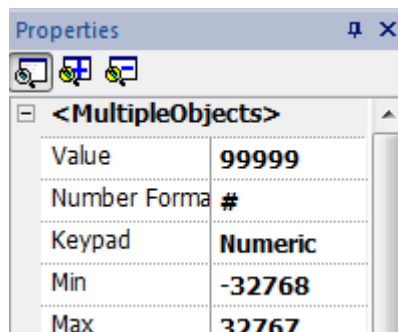 Properties
<MultipleObjects>
Value 99999
Number Forma #
Keypad Numeric
Min -32768
Max 32767